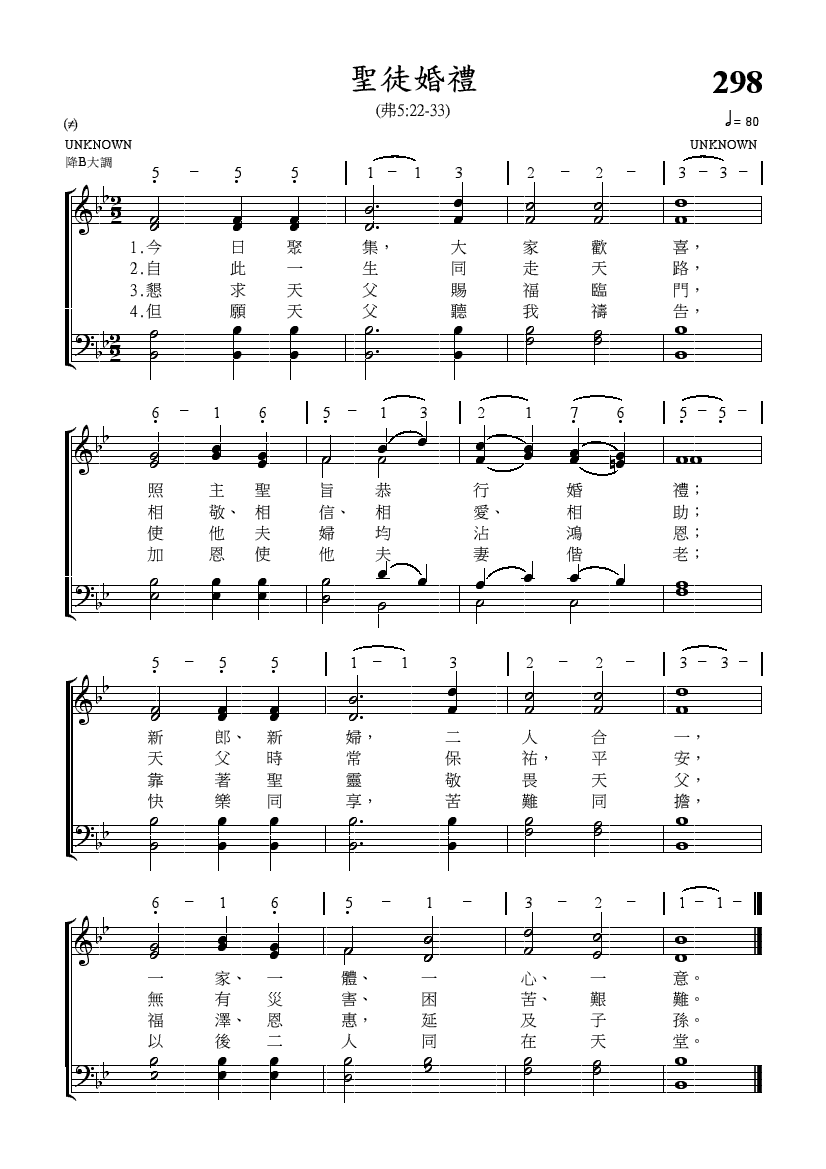 聖徒婚禮
298
(弗5:22-33)
(≠)
= 80
UNKNOWN
UNKNOWN
降B大調
5 – 5 5 | 1 – 1 3 | 2 – 2 – | 3 – 3 – |
1.今 日 聚 集, 大 家 歡 喜,
2.自 此 一 生 同 走 天 路,
3.懇 求 天 父 賜 福 臨 門,
4.但 願 天 父 聽 我 禱 告,
6 – 1 6 | 5 – 1 3 | 2 1 7 6 | 5 – 5 – |
照 主 聖 旨 恭 行 婚 禮;
相 敬、相 信、相 愛、相 助;
使 他 夫 婦 均 沾 鴻 恩;
加 恩 使 他 夫 妻 偕 老;
5 – 5 5 | 1 – 1 3 | 2 – 2 – | 3 – 3 – |
新 郎、新 婦, 二 人 合 一,
天 父 時 常 保 祐,平 安,
靠 著 聖 靈 敬 畏 天 父,
快 樂 同 享, 苦 難 同 擔,
6 – 1 6 | 5 – 1 – | 3 – 2 – | 1 – 1 –
一 家、一 體、一 心、一 意。
無 有 災 害、困 苦、艱 難。
福 澤、恩 惠, 延 及 子 孫。
以 後 二 人 同 在 天 堂。